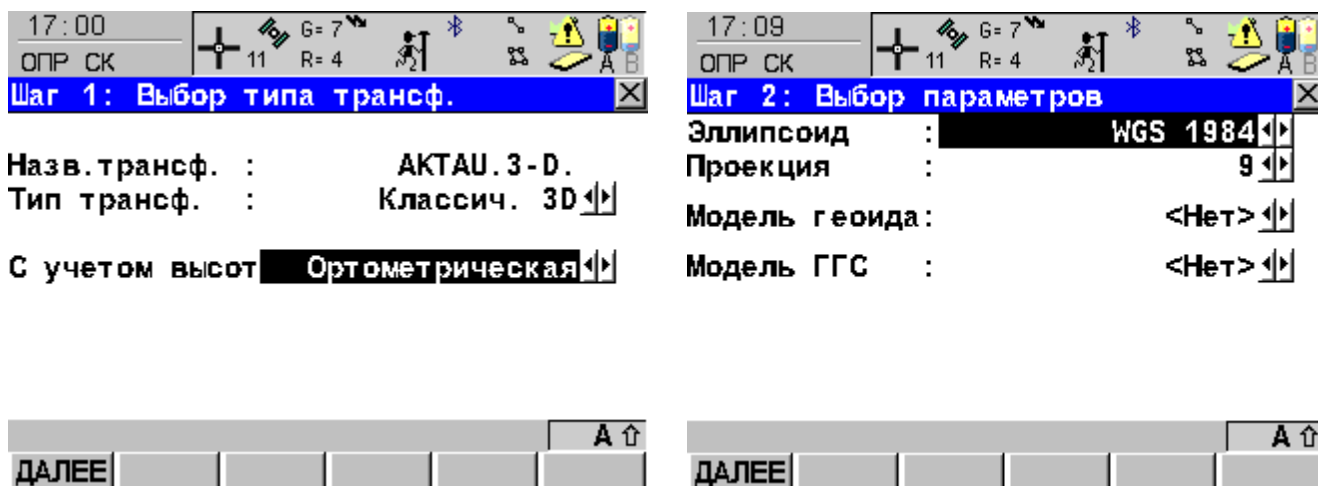 17:00
ОПР СК
11
G= 7
R= 4
A B
Шаг 1: Выбор типа трансф.
Назв.трансф. : AKTAU.3-D.
Тип трансф. : Классич. 3D
С учетом высот Ортометрическая
A
ДАЛЕЕ
17:09
ОПР СК
11
G= 7
R= 4
A B
Шаг 2: Выбор параметров
Эллипсоид : WGS 1984
Проекция : 9
Модель геоида: <Нет>
Модель ГГС : <Нет>
A
ДАЛЕЕ